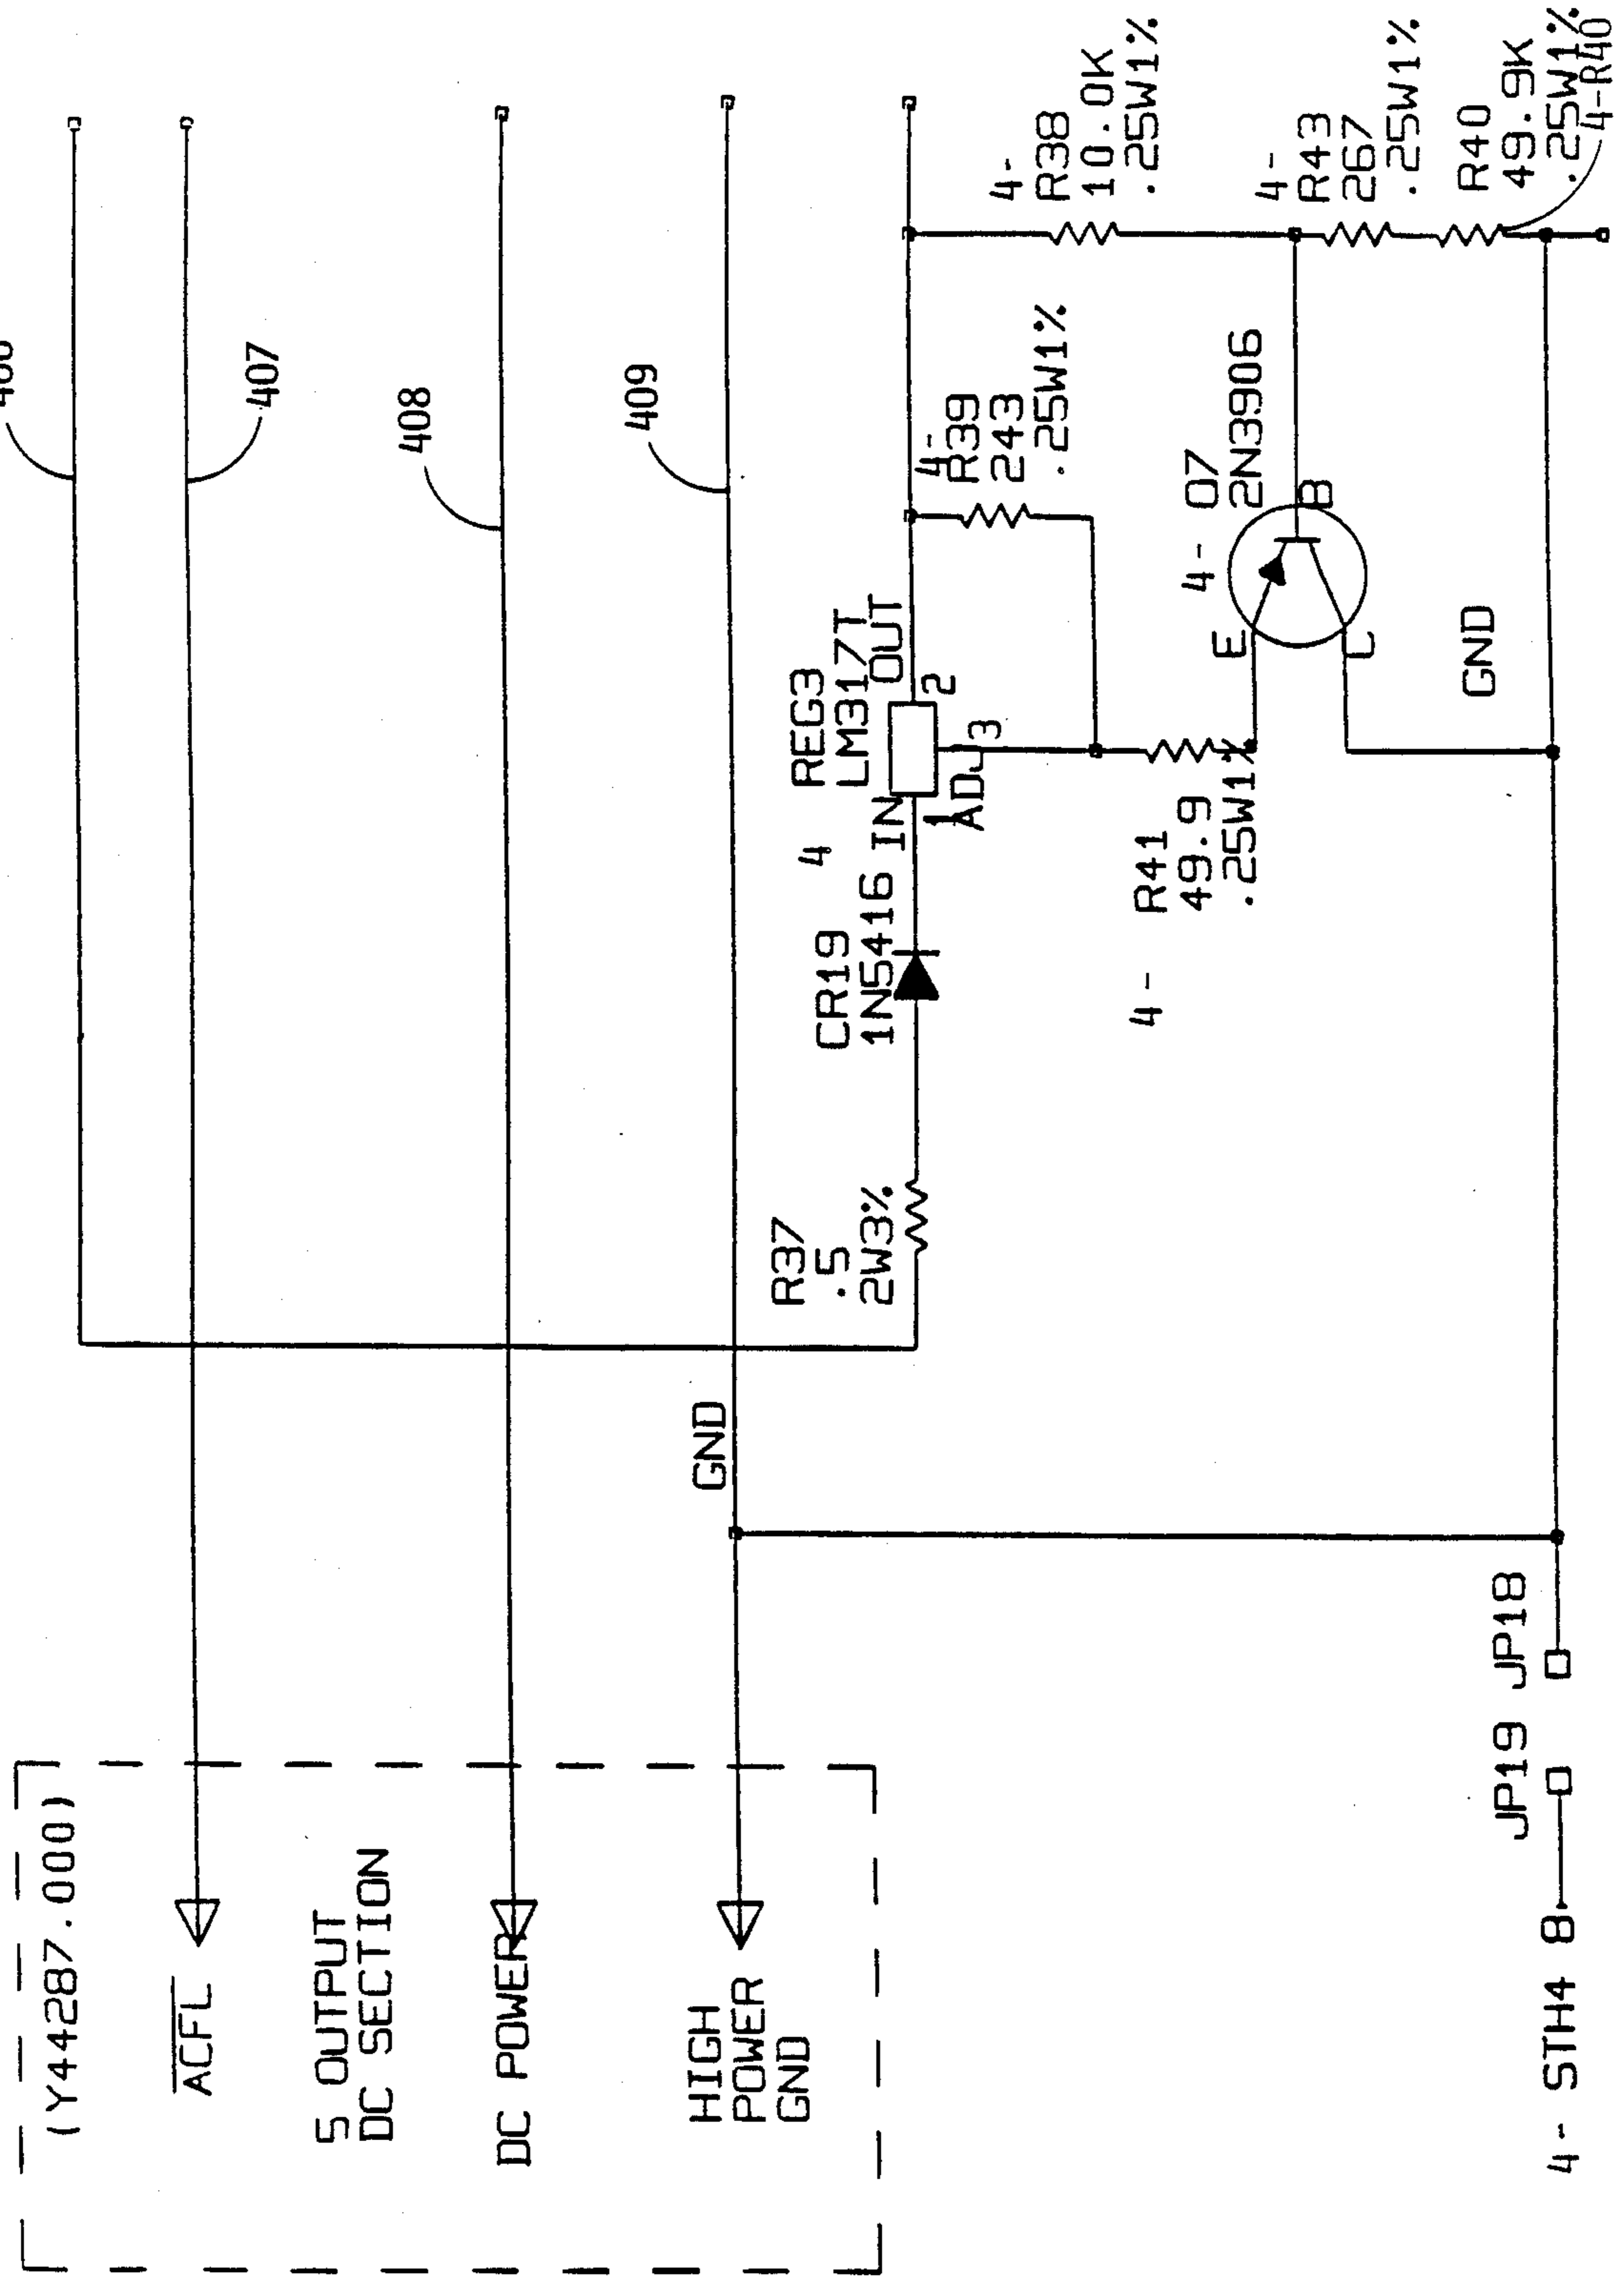 (Y44287.000)
ACFL
5 OUTPUT
DC SECTION
DC POWER
HIGH
POWER
GND
GND
407
408
409
R37
.5
2W3%
CR19
1N5416
4
REG3
LM317T
IN
OUT
1
2
ADJ
3
4-
R39
243
.25W1%
4-
R38
10.0K
.25W1%
4-
R41
49.9
.25W1%
4-
Q7
2N3906
E
B
C
4-
R43
267
.25W1%
R40
49.9K
.25W1%
4-R40
GND
4- STH4 8
JP19
JP18